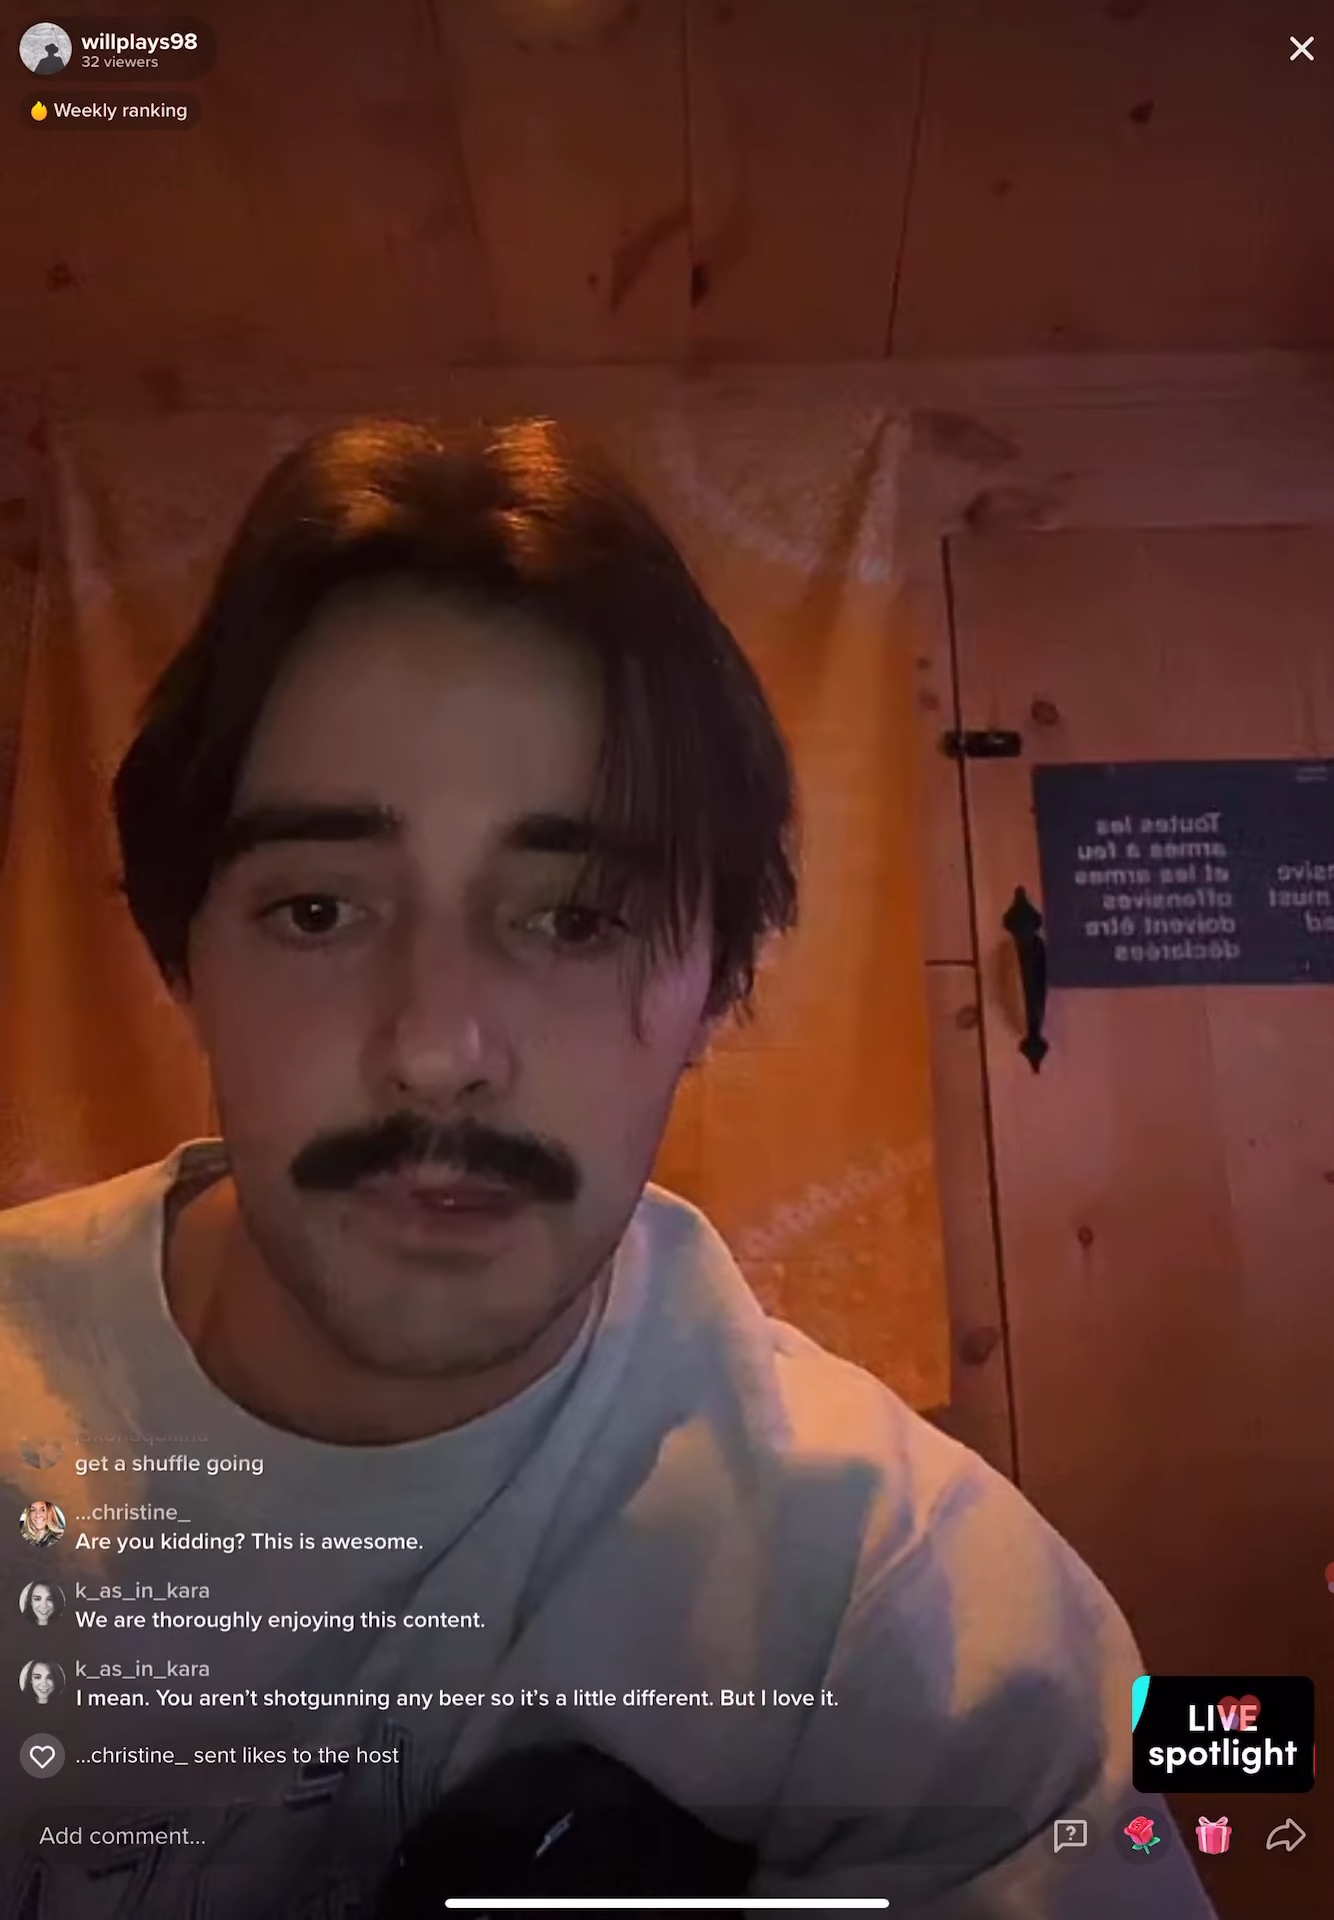 willplays98
32 viewers
Weekly ranking
Toutes les
armes à feu
et les armes
offensives
doivent être
déclarées
must
get a shuffle going
...christine_
Are you kidding? This is awesome.
k_as_in_kara
We are thoroughly enjoying this content.
k_as_in_kara
I mean. You aren’t shotgunning any beer so it’s a little different. But I love it.
...christine_ sent likes to the host
LIVE
spotlight
Add comment...